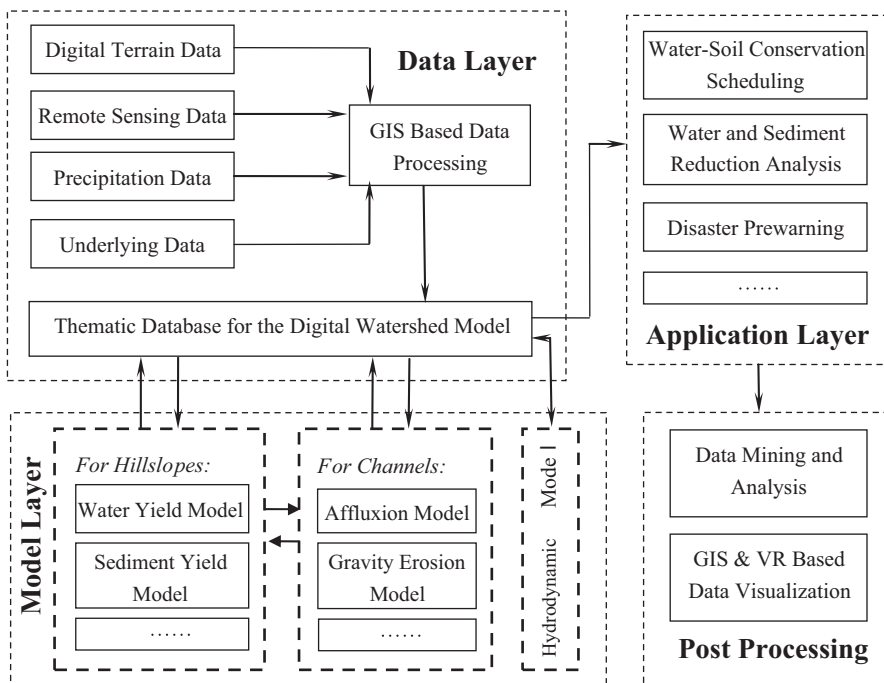 Digital Terrain Data
Data Layer
Remote Sensing Data
GIS Based Data
Processing
Precipitation Data
Underlying Data
Thematic Database for the Digital Watershed Model
Water-Soil Conservation
Scheduling
Water and Sediment
Reduction Analysis
Disaster Prewarning
……
Application Layer
Model Layer
For Hillslopes:
Water Yield Model
Sediment Yield
Model
……
For Channels:
Affluxion Model
Gravity Erosion
Model
……
Hydrodynamic Model
Data Mining and
Analysis
GIS & VR Based
Data Visualization
Post Processing